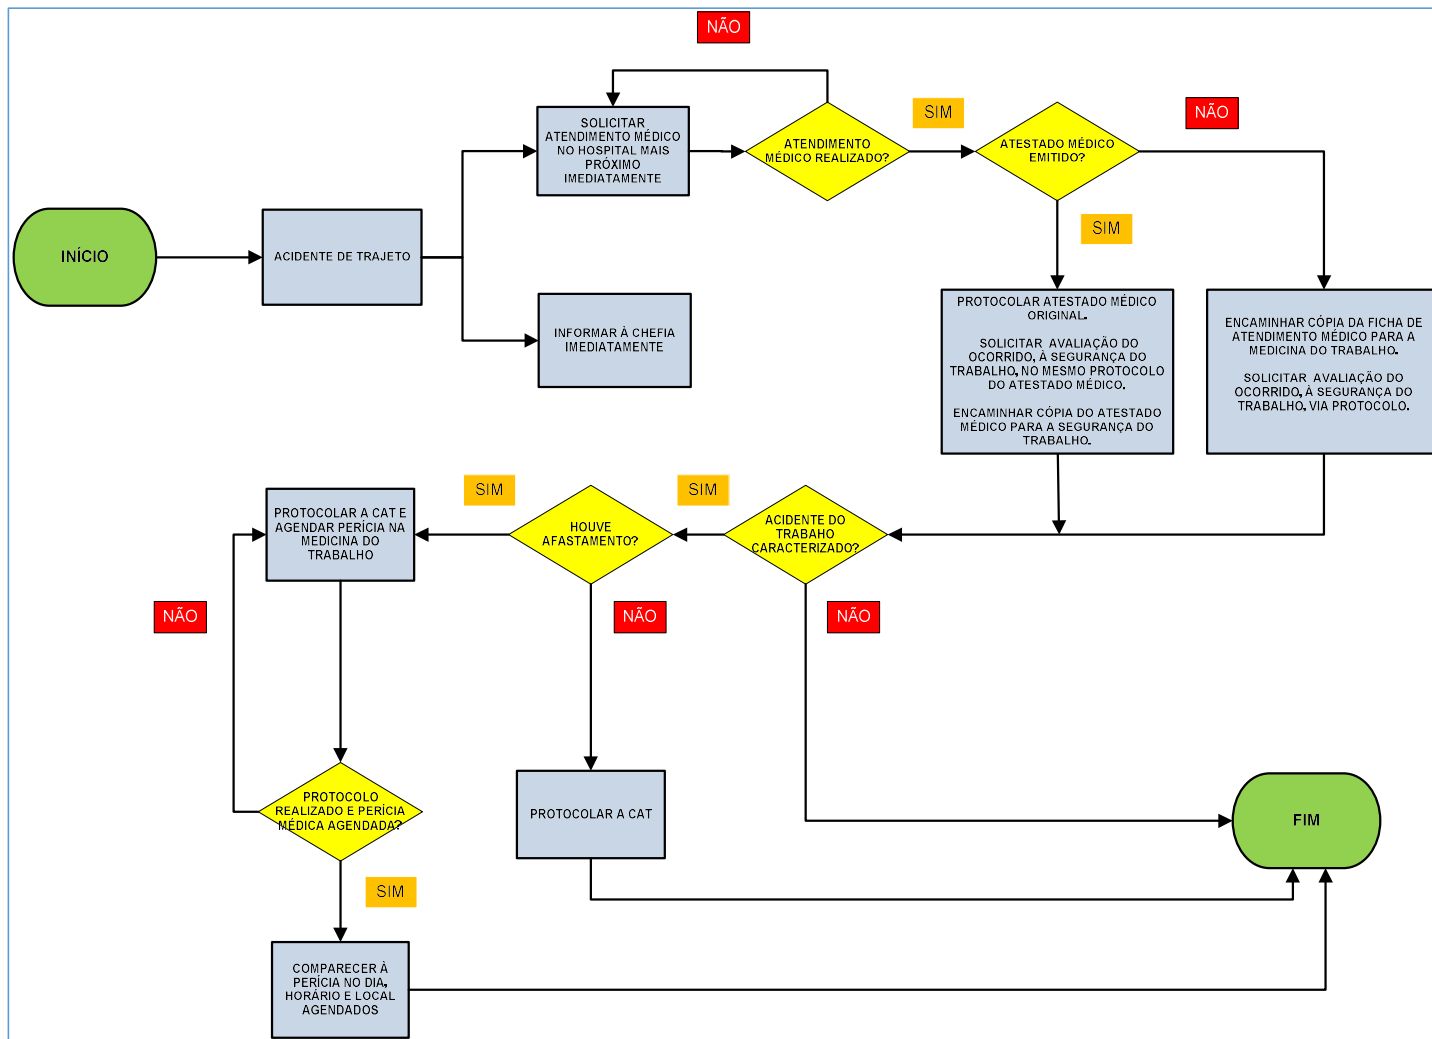 NÃO
SOLICITAR
ATENDIMENTO MÉDICO
NO HOSPITAL MAIS
PRÓXIMO
IMEDIATAMENTE
ATENDIMENTO
MÉDICO REALIZADO?
SIM
ATESTADO MÉDICO
EMITIDO?
NÃO
SIM
INÍCIO
ACIDENTE DE TRAJETO
INFORMAR À CHEFIA
IMEDIATAMENTE
PROTOCOLAR ATESTADO MÉDICO
ORIGINAL.
SOLICITAR AVALIAÇÃO DO
OCORRIDO, À SEGURANÇA DO
TRABALHO, NO MESMO PROTOCOLO
DO ATESTADO MÉDICO.
ENCAMINHAR CÓPIA DO ATESTADO
MÉDICO PARA A SEGURANÇA DO
TRABALHO.
ENCAMINHAR CÓPIA DA FICHA DE
ATENDIMENTO MÉDICO PARA A
MEDICINA DO TRABALHO.
SOLICITAR AVALIAÇÃO DO
OCORRIDO, À SEGURANÇA DO
TRABALHO, VIA PROTOCOLO.
PROTOCOLAR A CAT E
AGENDAR PERÍCIA NA
MEDICINA DO
TRABALHO
SIM
HOUVE
AFASTAMENTO?
SIM
ACIDENTE DO
TRABAHO
CARACTERIZADO?
NÃO
NÃO
NÃO
PROTOCOLO
REALIZADO E PERÍCIA
MÉDICA AGENDADA?
PROTOCOLAR A CAT
FIM
SIM
COMPARECER À
PERÍCIA NO DIA,
HORÁRIO E LOCAL
AGENDADOS